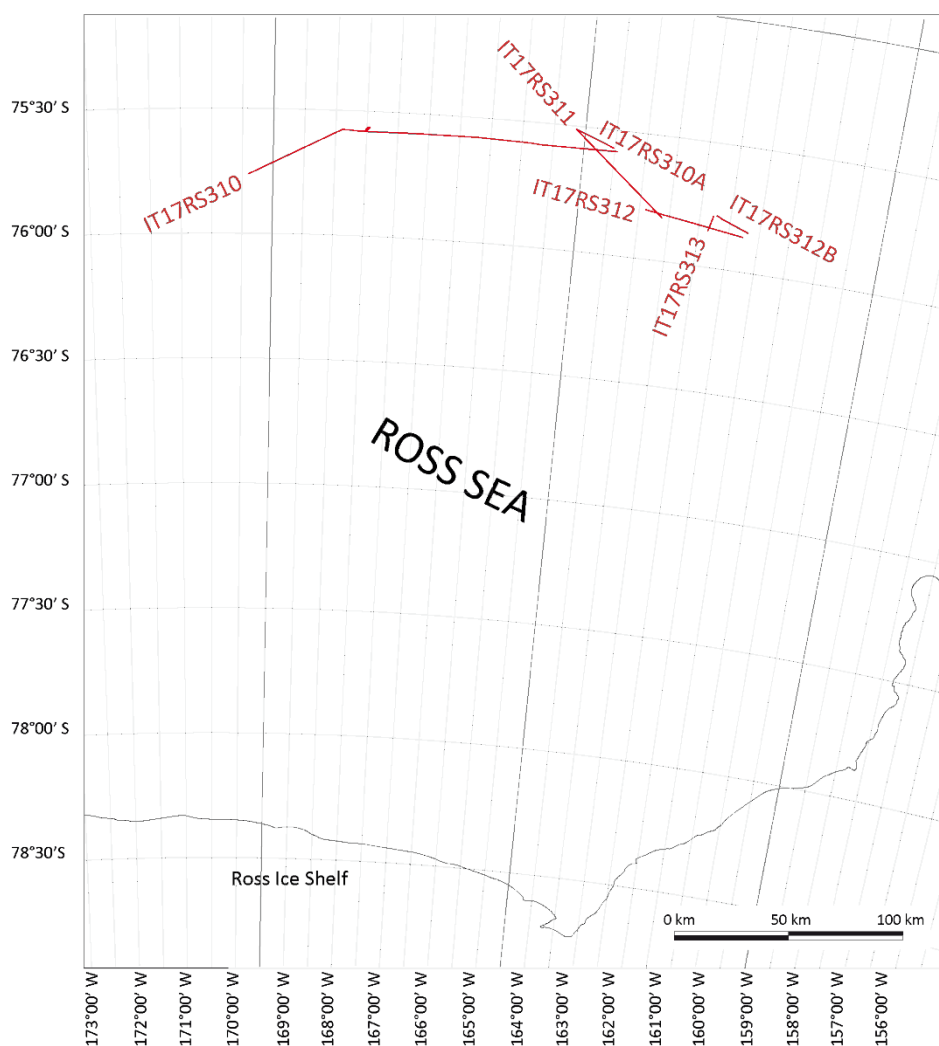 IT17RS311
75°30' S
IT17RS310A
IT17RS310
IT17RS312
IT17RS312B
76°00' S
IT17RS313
76°30' S
ROSS SEA
77°00' S
77°30' S
78°00' S
78°30' S
Ross Ice Shelf
0 km
50 km
100 km
173°00' W
172°00' W
171°00' W
170°00' W
169°00' W
168°00' W
167°00' W
166°00' W
165°00' W
164°00' W
163°00' W
162°00' W
161°00' W
160°00' W
159°00' W
158°00' W
157°00' W
156°00' W